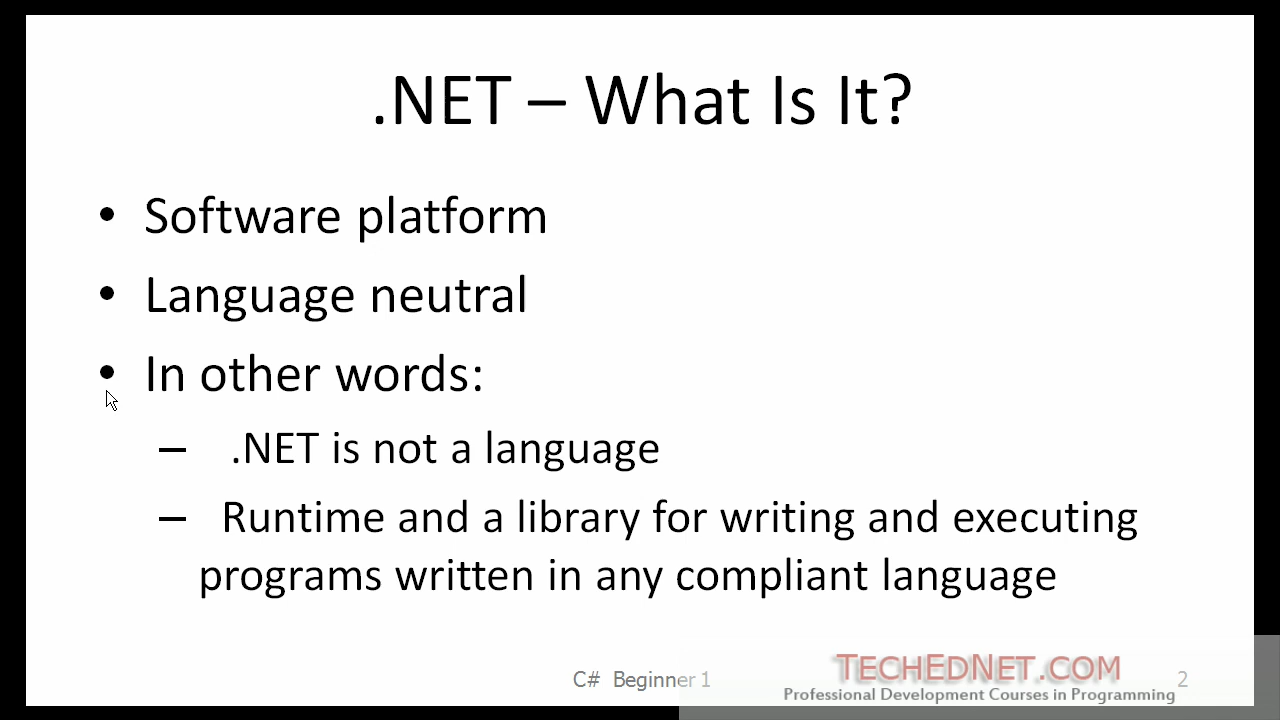 .NET – What Is It?
• Software platform
• Language neutral
• In other words:
– .NET is not a language
– Runtime and a library for writing and executing
programs written in any compliant language
C# Beginner 1
TECHEDNET.COM
Professional Development Courses in Programming
2